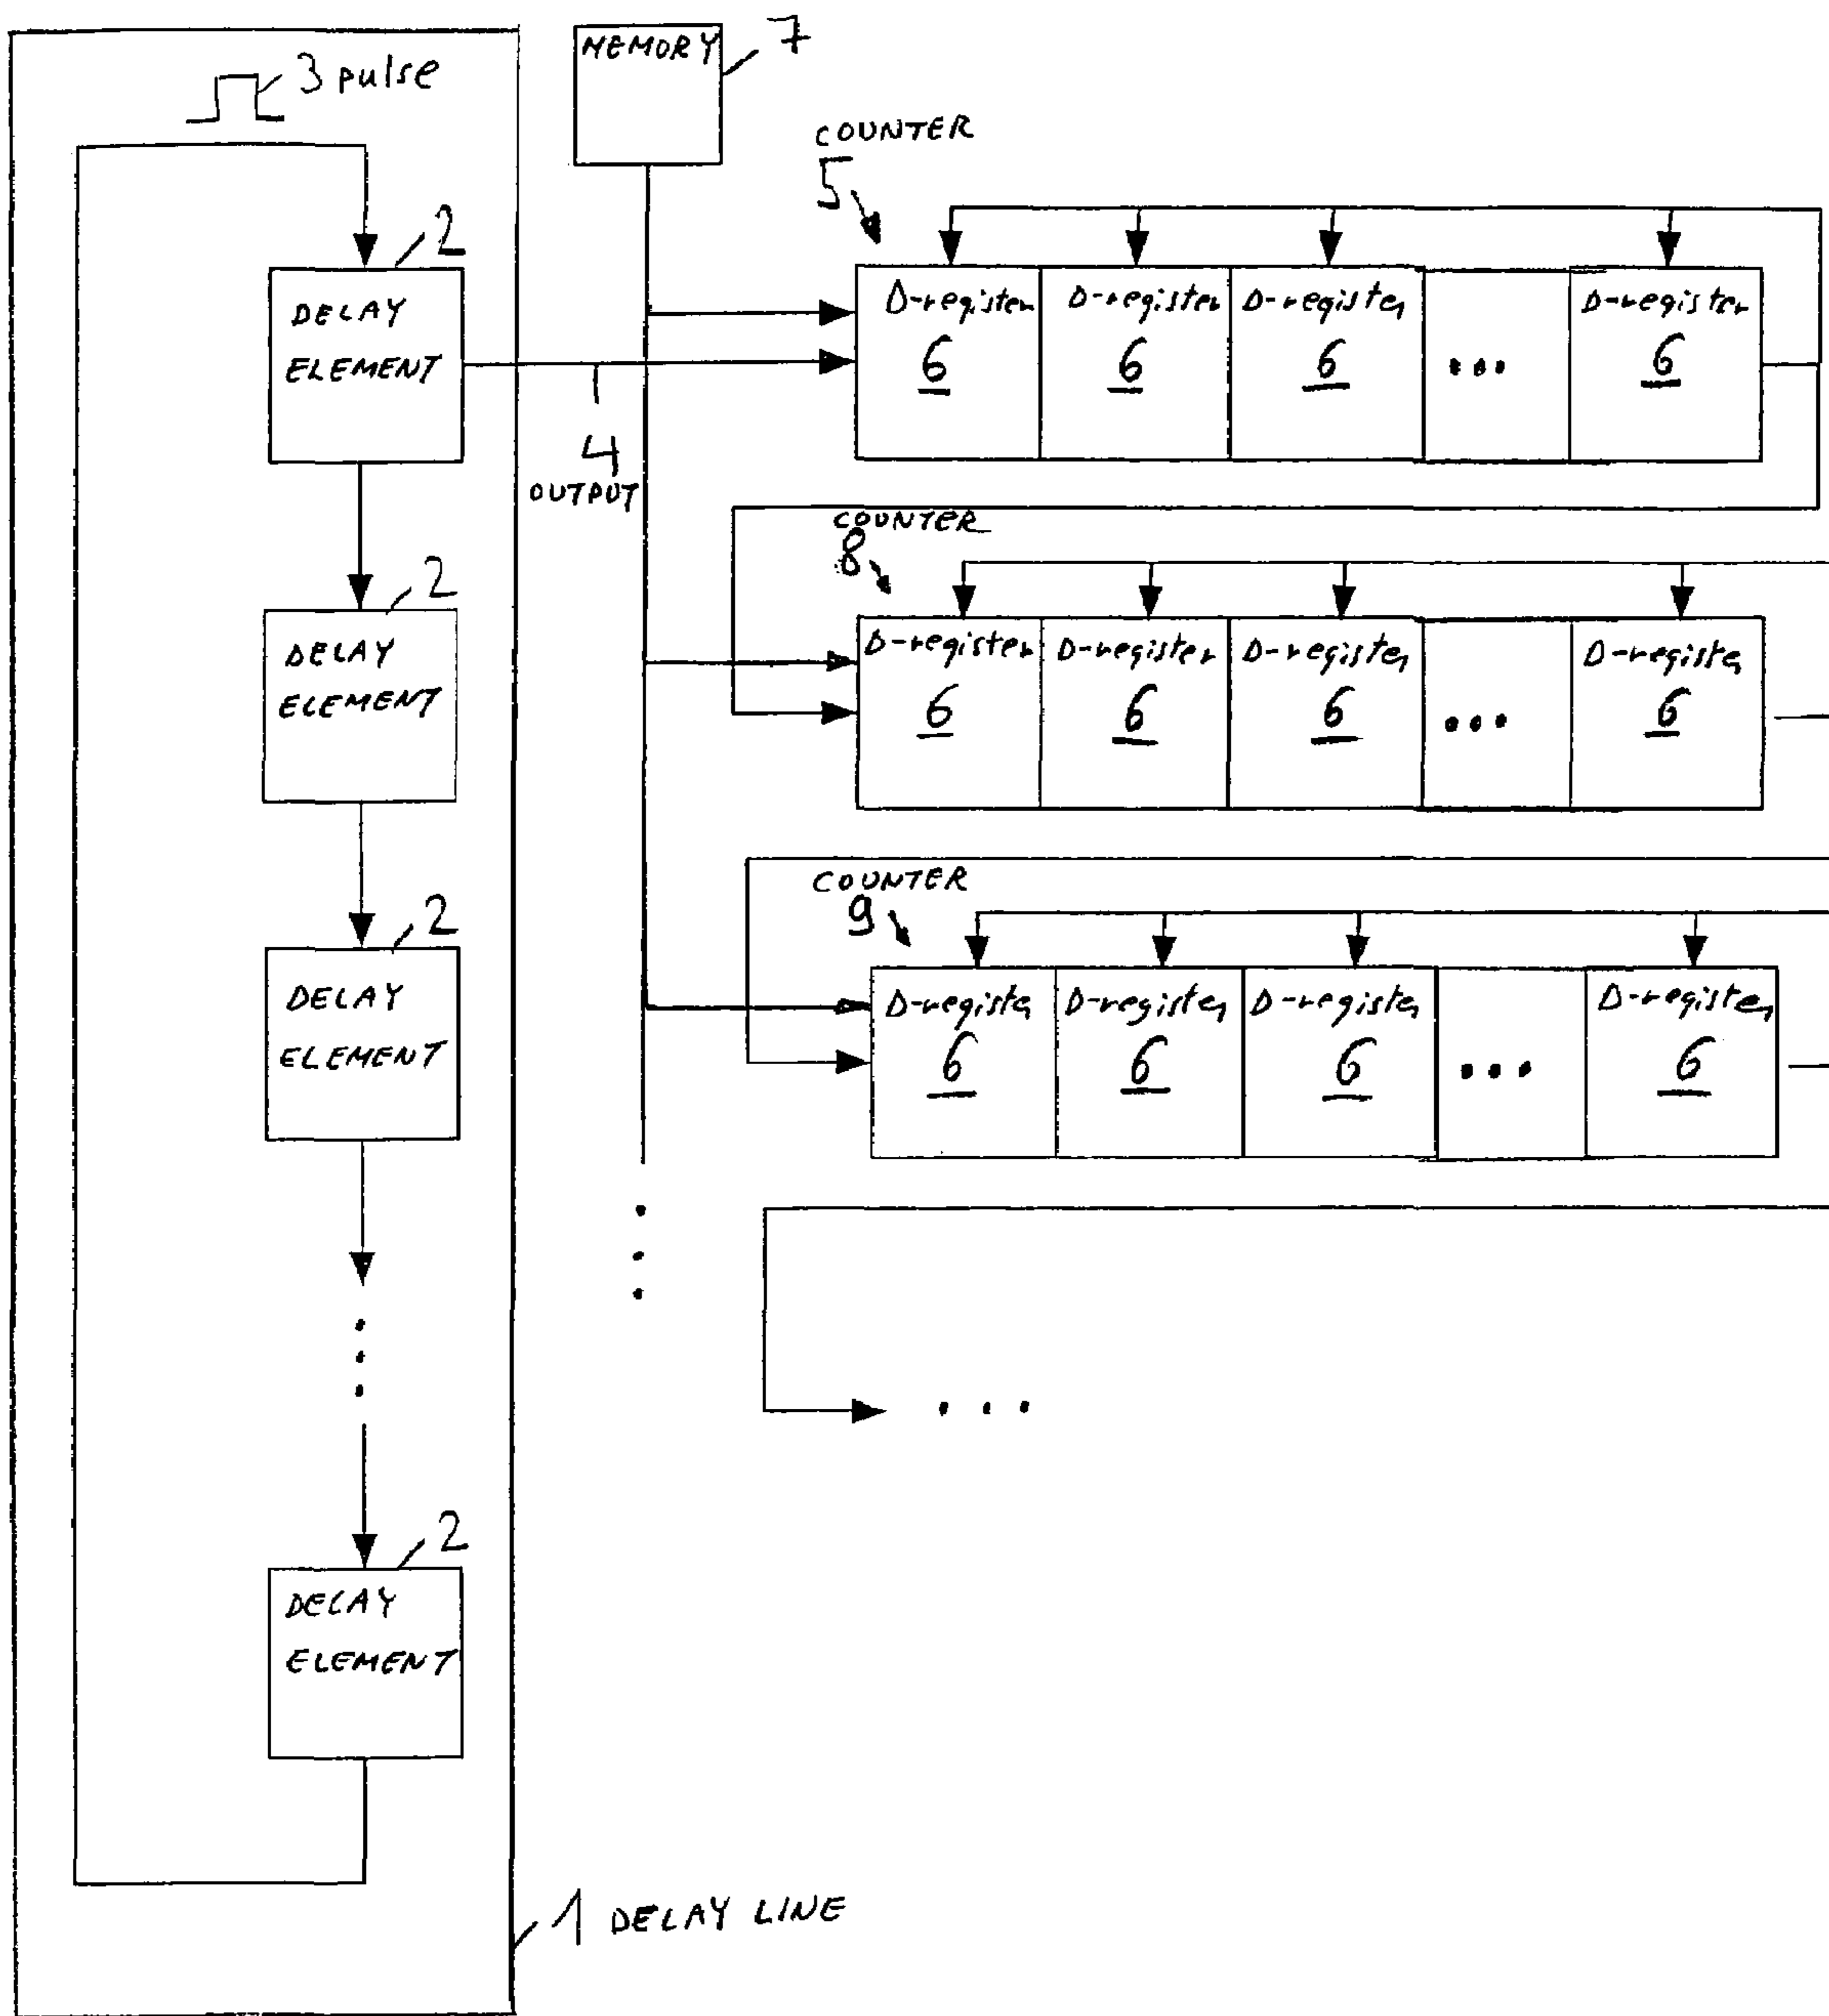 3 pulse
MEMORY
7
COUNTER
5
2
DELAY
ELEMENT
D-register D-register D-register D-register
6 6 6 ... 6
4
OUTPUT
COUNTER
8
2
DELAY
ELEMENT
D-register D-register D-register D-register
6 6 6 ... 6
COUNTER
9
2
DELAY
ELEMENT
D-register D-register D-register D-register
6 6 6 ... 6
...
2
DELAY
ELEMENT
1 DELAY LINE